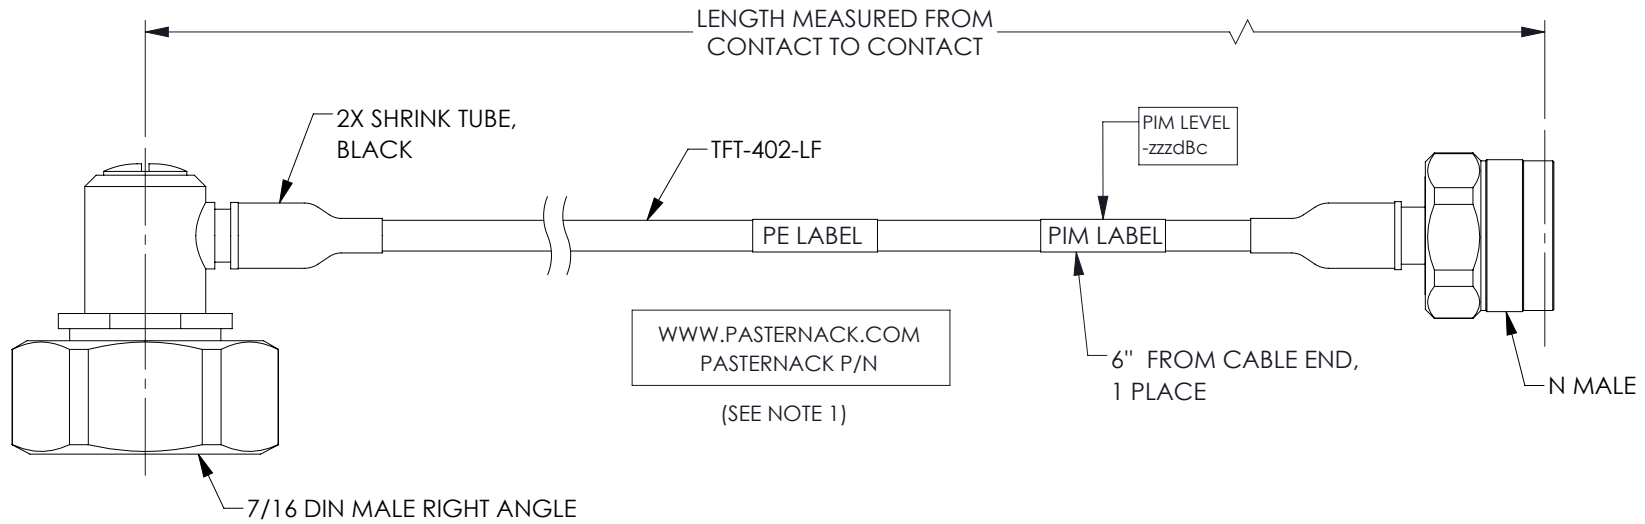 LENGTH MEASURED FROM
CONTACT TO CONTACT
2X SHRINK TUBE,
BLACK
TFT-402-LF
PIM LEVEL
-zzzdBc
PE LABEL
PIM LABEL
WWW.PASTERNACK.COM
PASTERNACK P/N
(SEE NOTE 1)
6" FROM CABLE END,
1 PLACE
N MALE
7/16 DIN MALE RIGHT ANGLE